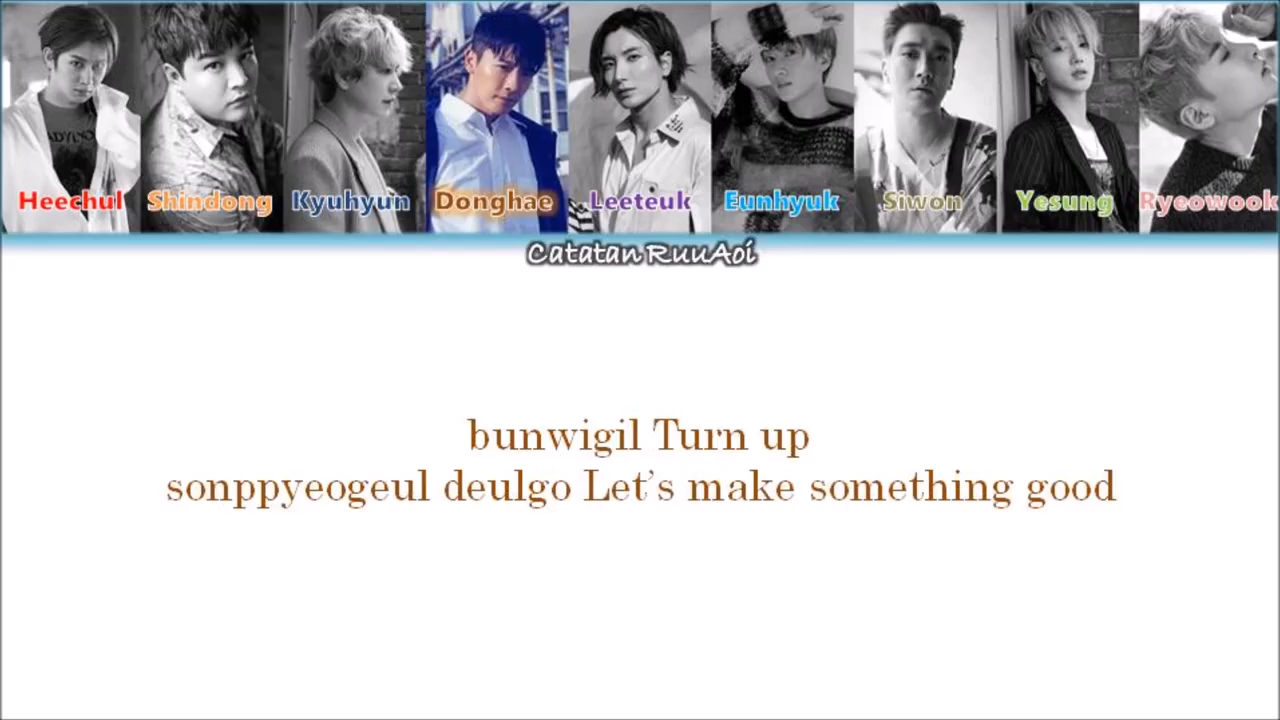 Heechul Shindong Kyuhyun Donghae Leeteuk Eunhyuk Siwon Yesung Ryeowook
Catatan RuuAoi
bunwigil Turn up
sonppyeogeul deulgo Let's make something good